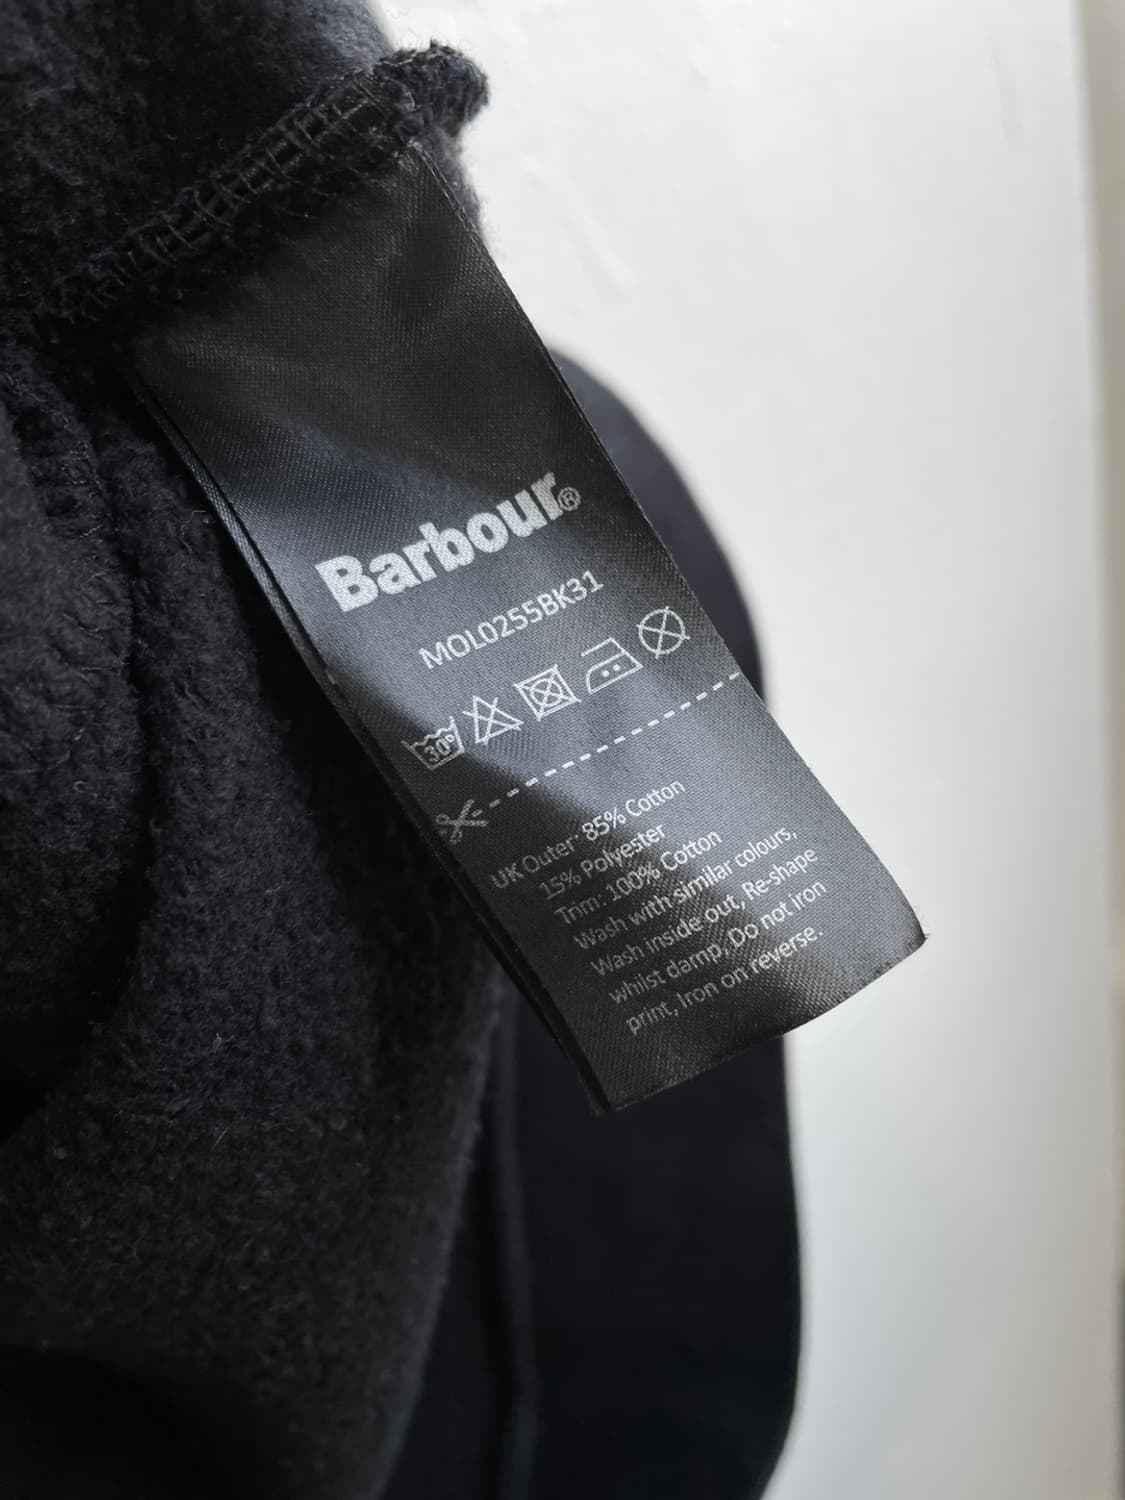 Barbour®
MOL0255BK31
30°
UK Outer: 85% Cotton
15% Polyester
Trim: 100% Cotton
Wash with similar colours,
Wash inside out, Re-shape
whilst damp, Do not iron
print, Iron on reverse.